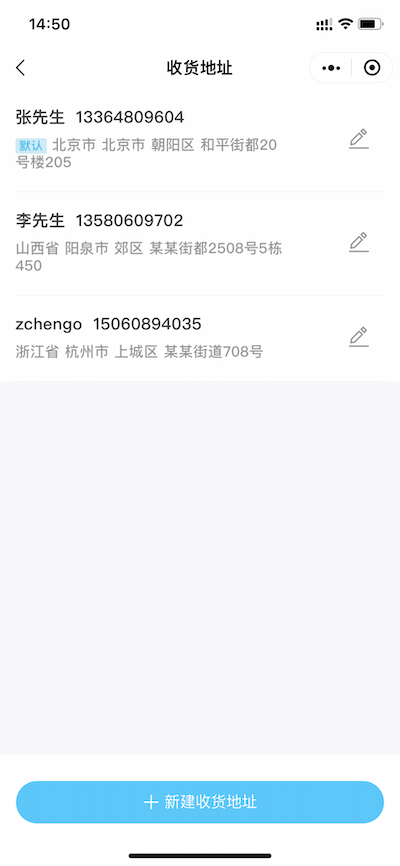 14:50
收货地址
张先生 13364809604
默认 北京市 北京市 朝阳区 和平街都20
号楼205
李先生 13580609702
山西省 阳泉市 郊区 某某街都2508号5栋
450
zchengo 15060894035
浙江省 杭州市 上城区 某某街道708号
新建收货地址